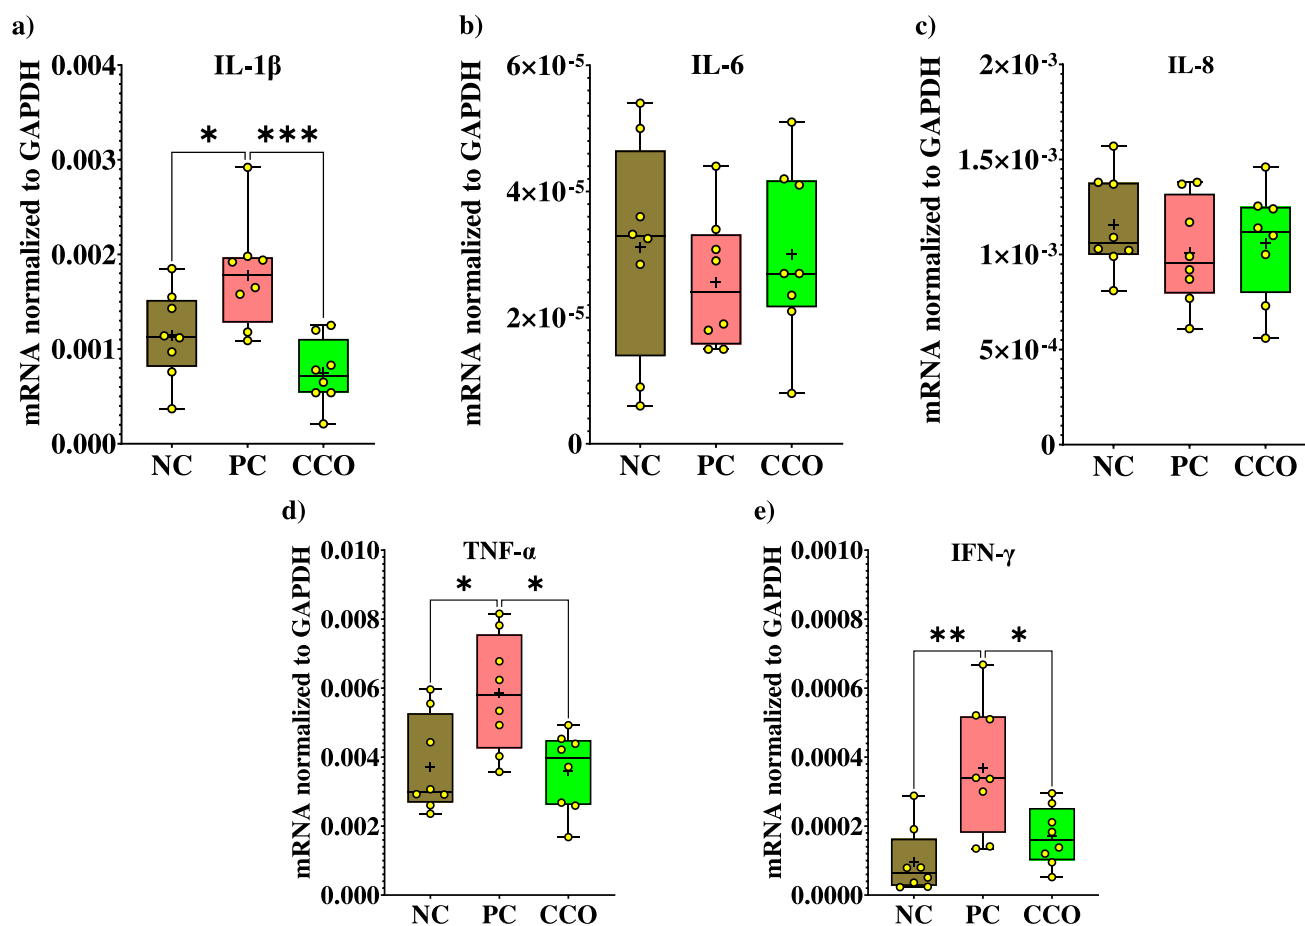 a)
IL-1β
mRNA normalized to GAPDH
0.004
0.003
0.002
0.001
0.000
* ***
NC PC CCO
b)
IL-6
mRNA normalized to GAPDH
6×10-5
4×10-5
2×10-5
0
NC PC CCO
c)
IL-8
mRNA normalized to GAPDH
2×10-3
1.5×10-3
1×10-3
5×10-4
0
NC PC CCO
d)
TNF-α
mRNA normalized to GAPDH
0.010
0.008
0.006
0.004
0.002
0.000
* *
NC PC CCO
e)
IFN-γ
mRNA normalized to GAPDH
0.0010
0.0008
0.0006
0.0004
0.0002
0.0000
** *
NC PC CCO